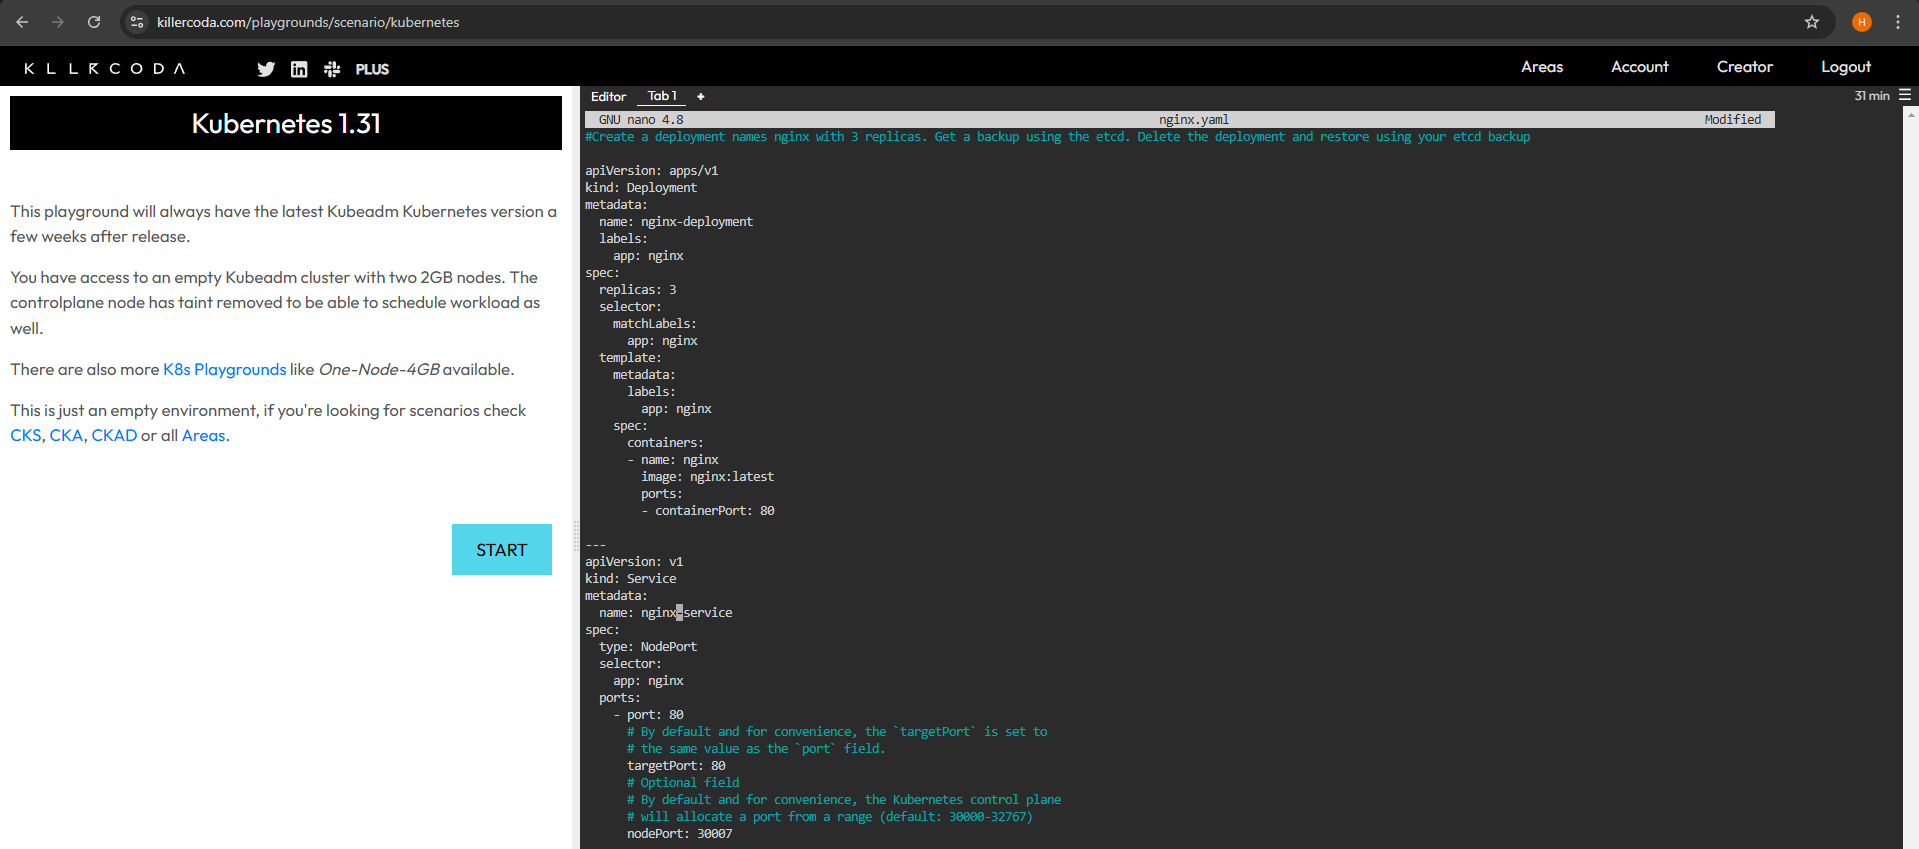 killercoda.com/playgrounds/scenario/kubernetes
H
KLLRCODA
PLUS
Areas
Account
Creator
Logout
Kubernetes 1.31
This playground will always have the latest Kubeadm Kubernetes version a
few weeks after release.
You have access to an empty Kubeadm cluster with two 2GB nodes. The
controlplane node has taint removed to be able to schedule workload as
well.
There are also more K8s Playgrounds like One-Node-4GB available.
This is just an empty environment, if you're looking for scenarios check
CKS, CKA, CKAD or all Areas.
START
Editor
Tab 1
+
31 min
GNU nano 4.8
nginx.yaml
Modified
#Create a deployment names nginx with 3 replicas. Get a backup using the etcd. Delete the deployment and restore using your etcd backup
apiVersion: apps/v1
kind: Deployment
metadata:
  name: nginx-deployment
  labels:
    app: nginx
spec:
  replicas: 3
  selector:
    matchLabels:
      app: nginx
  template:
    metadata:
      labels:
        app: nginx
    spec:
      containers:
      - name: nginx
        image: nginx:latest
        ports:
        - containerPort: 80
---
apiVersion: v1
kind: Service
metadata:
  name: nginx-service
spec:
  type: NodePort
  selector:
    app: nginx
  ports:
    - port: 80
      # By default and for convenience, the `targetPort` is set to
      # the same value as the `port` field.
      targetPort: 80
      # Optional field
      # By default and for convenience, the Kubernetes control plane
      # will allocate a port from a range (default: 30000-32767)
      nodePort: 30007